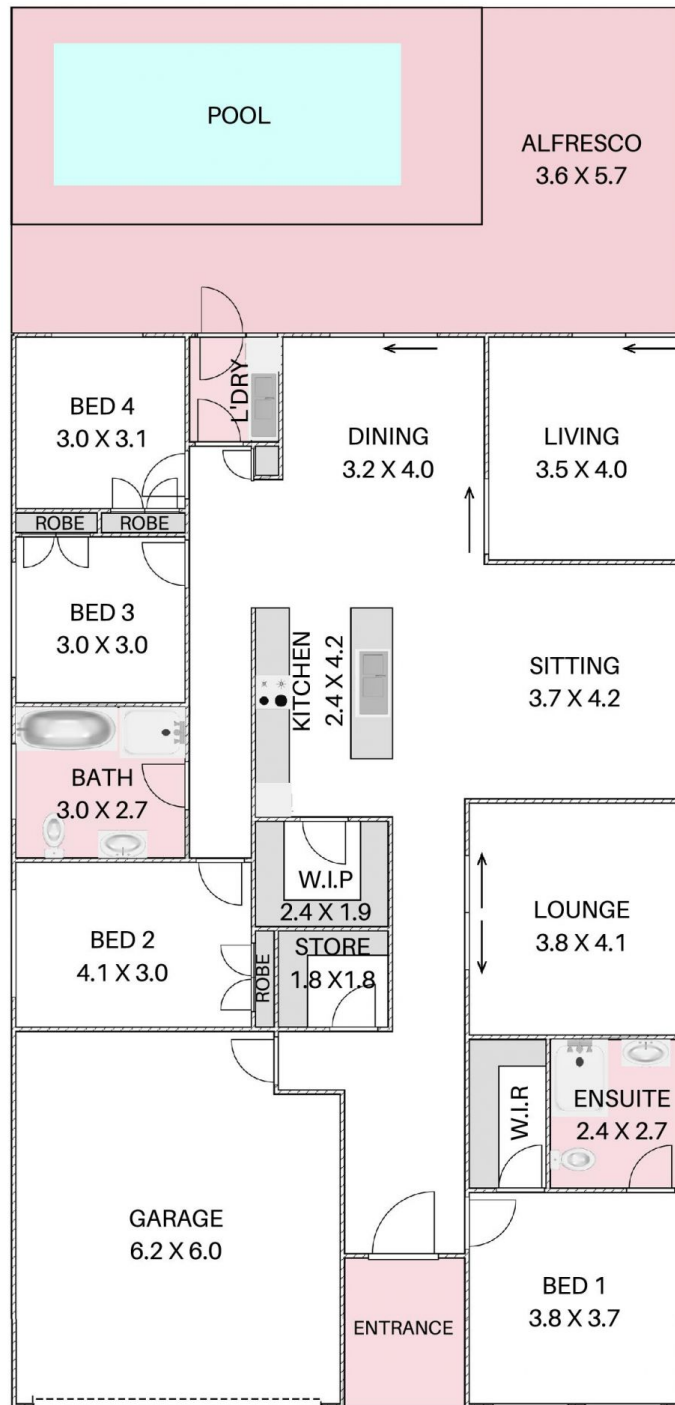 POOL
ALFRESCO
3.6 X 5.7
BED 4
3.0 X 3.1
L'DRY
DINING
3.2 X 4.0
LIVING
3.5 X 4.0
ROBE
ROBE
BED 3
3.0 X 3.0
KITCHEN
2.4 X 4.2
SITTING
3.7 X 4.2
BATH
3.0 X 2.7
W.I.P
2.4 X 1.9
BED 2
4.1 X 3.0
ROBE
STORE
1.8 X1.8
LOUNGE
3.8 X 4.1
W.I.R
ENSUITE
2.4 X 2.7
GARAGE
6.2 X 6.0
ENTRANCE
BED 1
3.8 X 3.7